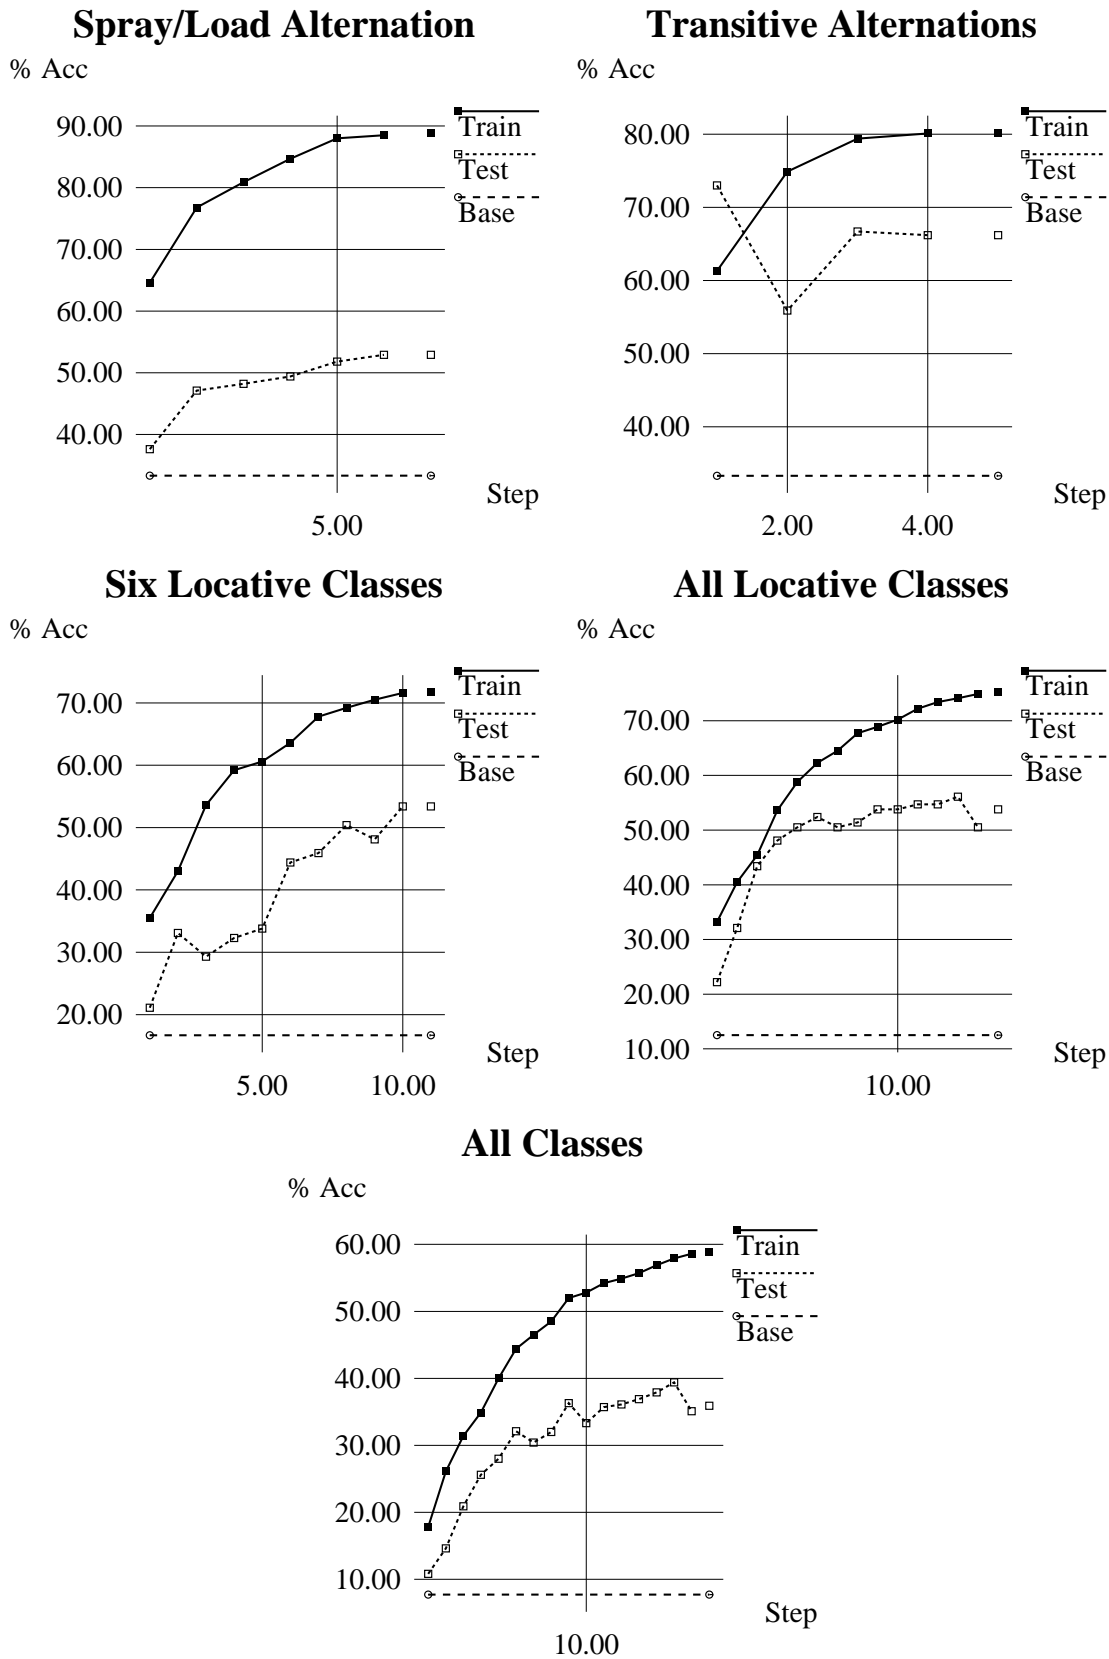 Spray/Load Alternation
% Acc
90.00
80.00
70.00
60.00
50.00
40.00
Train
Test
Base
Step
5.00
Transitive Alternations
% Acc
80.00
70.00
60.00
50.00
40.00
Train
Test
Base
Step
2.00 4.00
Six Locative Classes
% Acc
70.00
60.00
50.00
40.00
30.00
20.00
Train
Test
Base
Step
5.00 10.00
All Locative Classes
% Acc
70.00
60.00
50.00
40.00
30.00
20.00
10.00
Train
Test
Base
Step
10.00
All Classes
% Acc
60.00
50.00
40.00
30.00
20.00
10.00
Train
Test
Base
Step
10.00